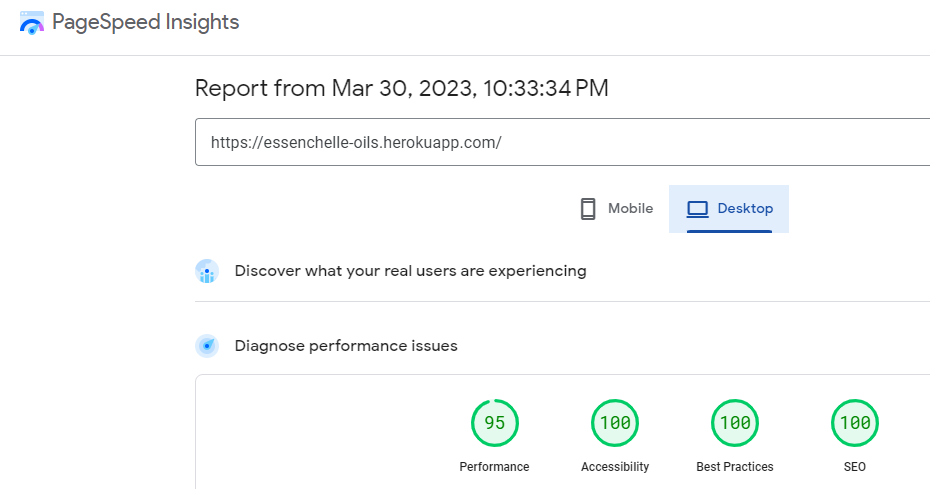 PageSpeed Insights
Report from Mar 30, 2023, 10:33:34 PM
https://essenchelle-oils.herokuapp.com/
Mobile
Desktop
Discover what your real users are experiencing
Diagnose performance issues
95
100
100
100
Performance
Accessibility
Best Practices
SEO